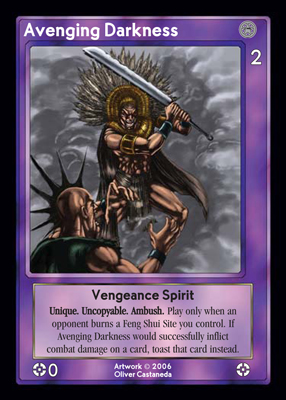 Avenging Darkness
2
Vengeance Spirit
Unique. Uncopyable. Ambush. Play only when an
opponent burns a Feng Shui Site you control. If
Avenging Darkness would successfully inflict
combat damage on a card, toast that card instead.
0
Artwork © 2006
Oliver Castaneda